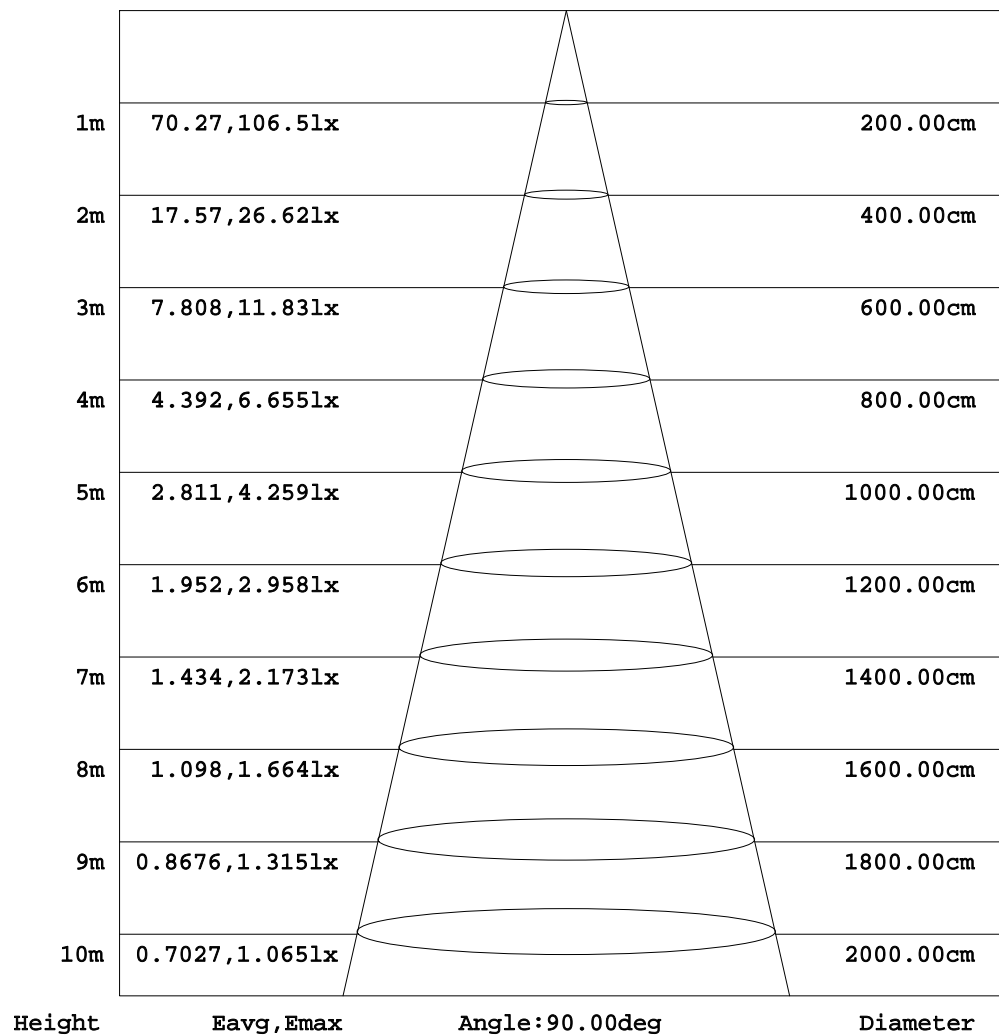 1m 70.27,106.5lx 200.00cm
2m 17.57,26.62lx 400.00cm
3m 7.808,11.83lx 600.00cm
4m 4.392,6.655lx 800.00cm
5m 2.811,4.259lx 1000.00cm
6m 1.952,2.958lx 1200.00cm
7m 1.434,2.173lx 1400.00cm
8m 1.098,1.664lx 1600.00cm
9m 0.8676,1.315lx 1800.00cm
10m 0.7027,1.065lx 2000.00cm
Height Eavg,Emax Angle:90.00deg Diameter